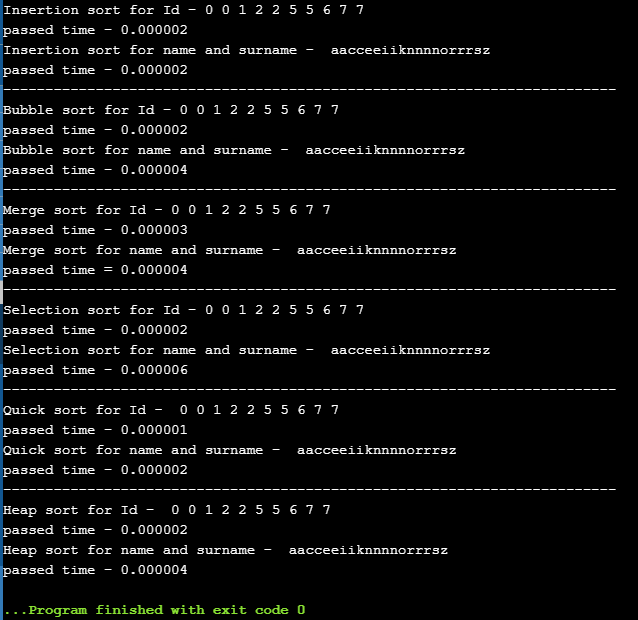 Insertion sort for Id - 0 0 1 2 2 5 5 6 7 7
passed time - 0.000002
Insertion sort for name and surname -  aacceeiiknnnnorrrsz
passed time - 0.000002
-------------------------------------------------------------------------
Bubble sort for Id - 0 0 1 2 2 5 5 6 7 7
passed time - 0.000002
Bubble sort for name and surname -  aacceeiiknnnnorrrsz
passed time - 0.000004
-------------------------------------------------------------------------
Merge sort for Id - 0 0 1 2 2 5 5 6 7 7
passed time - 0.000003
Merge sort for name and surname -  aacceeiiknnnnorrrsz
passed time = 0.000004
-------------------------------------------------------------------------
Selection sort for Id - 0 0 1 2 2 5 5 6 7 7
passed time - 0.000002
Selection sort for name and surname -  aacceeiiknnnnorrrsz
passed time - 0.000006
-------------------------------------------------------------------------
Quick sort for Id -  0 0 1 2 2 5 5 6 7 7
passed time - 0.000001
Quick sort for name and surname -  aacceeiiknnnnorrrsz
passed time - 0.000002
-------------------------------------------------------------------------
Heap sort for Id -  0 0 1 2 2 5 5 6 7 7
passed time - 0.000002
Heap sort for name and surname -  aacceeiiknnnnorrrsz
passed time - 0.000004
...Program finished with exit code 0